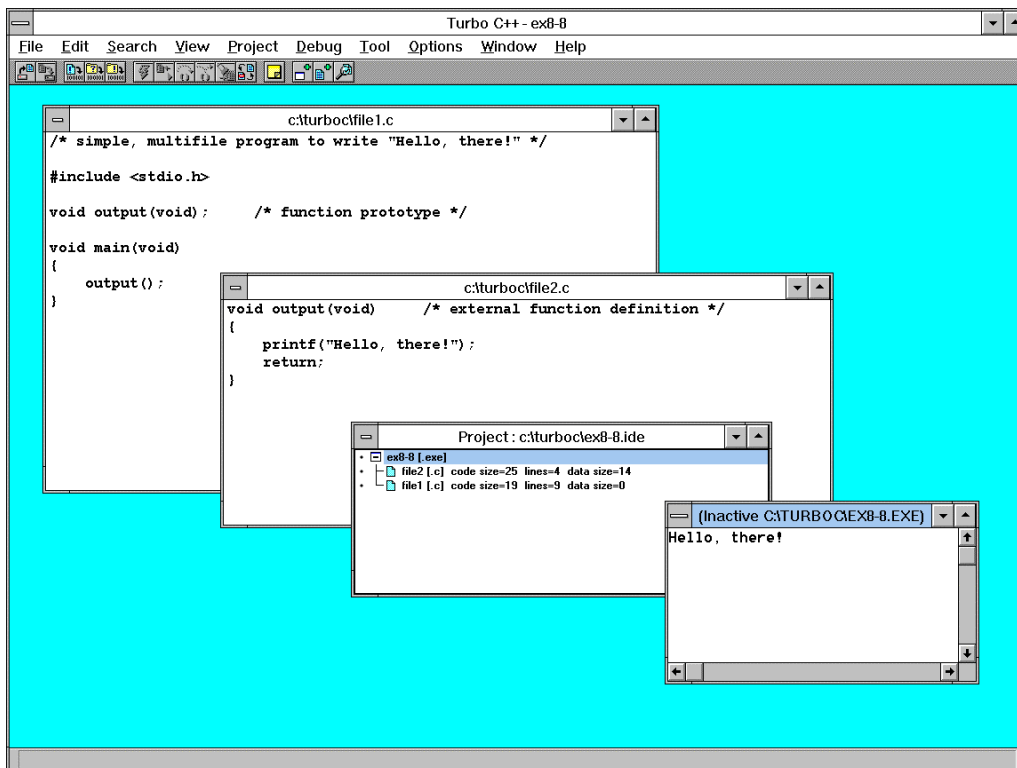 Turbo C++ - ex8-8
File Edit Search View Project Debug Tool Options Window Help
c:\turboc\file1.c
/* simple, multifile program to write "Hello, there!" */
#include <stdio.h>
void output(void);     /* function prototype */
void main(void)
{
    output();
}
c:\turboc\file2.c
void output(void)     /* external function definition */
{
    printf("Hello, there!");
    return;
}
Project : c:\turboc\ex8-8.ide
ex8-8 [.exe]
file2 [.c] code size=25 lines=4 data size=14
file1 [.c] code size=19 lines=9 data size=0
(Inactive C:\TURBOC\EX8-8.EXE)
Hello, there!